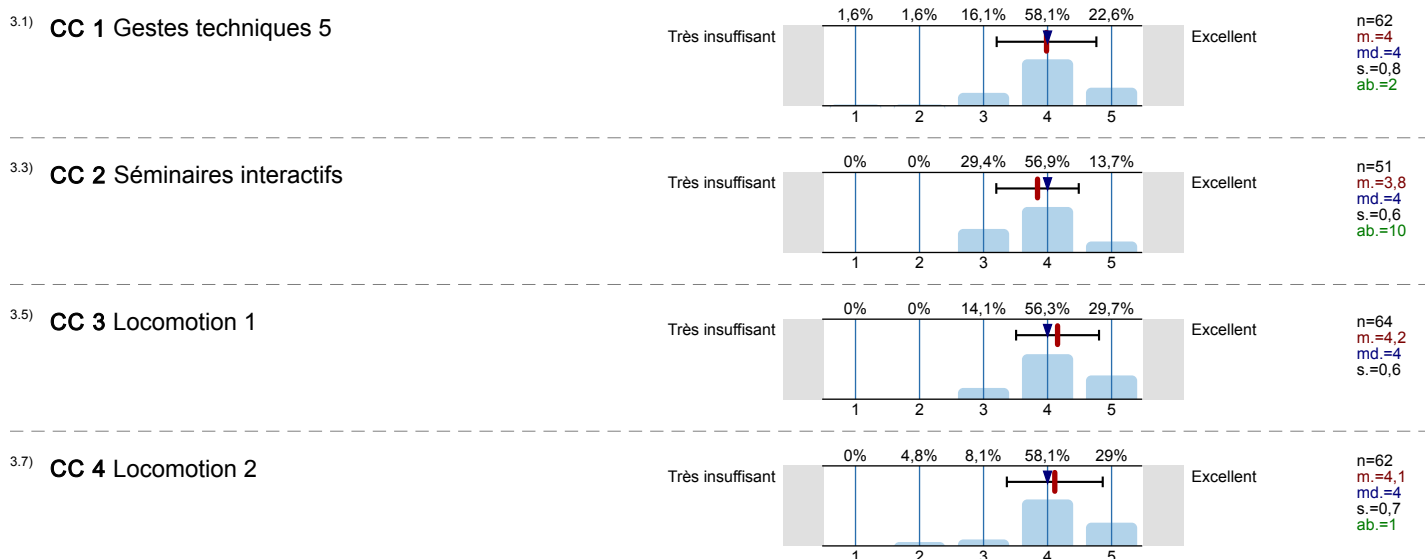 3.1) CC 1 Gestes techniques 5
1,6% 1,6% 16,1% 58,1% 22,6%
Très insuffisant Excellent
1 2 3 4 5
n=62
m.=4
md.=4
s.=0,8
ab.=2
3.3) CC 2 Séminaires interactifs
0% 0% 29,4% 56,9% 13,7%
Très insuffisant Excellent
1 2 3 4 5
n=51
m.=3,8
md.=4
s.=0,6
ab.=10
3.5) CC 3 Locomotion 1
0% 0% 14,1% 56,3% 29,7%
Très insuffisant Excellent
1 2 3 4 5
n=64
m.=4,2
md.=4
s.=0,6
3.7) CC 4 Locomotion 2
0% 4,8% 8,1% 58,1% 29%
Très insuffisant Excellent
1 2 3 4 5
n=62
m.=4,1
md.=4
s.=0,7
ab.=1